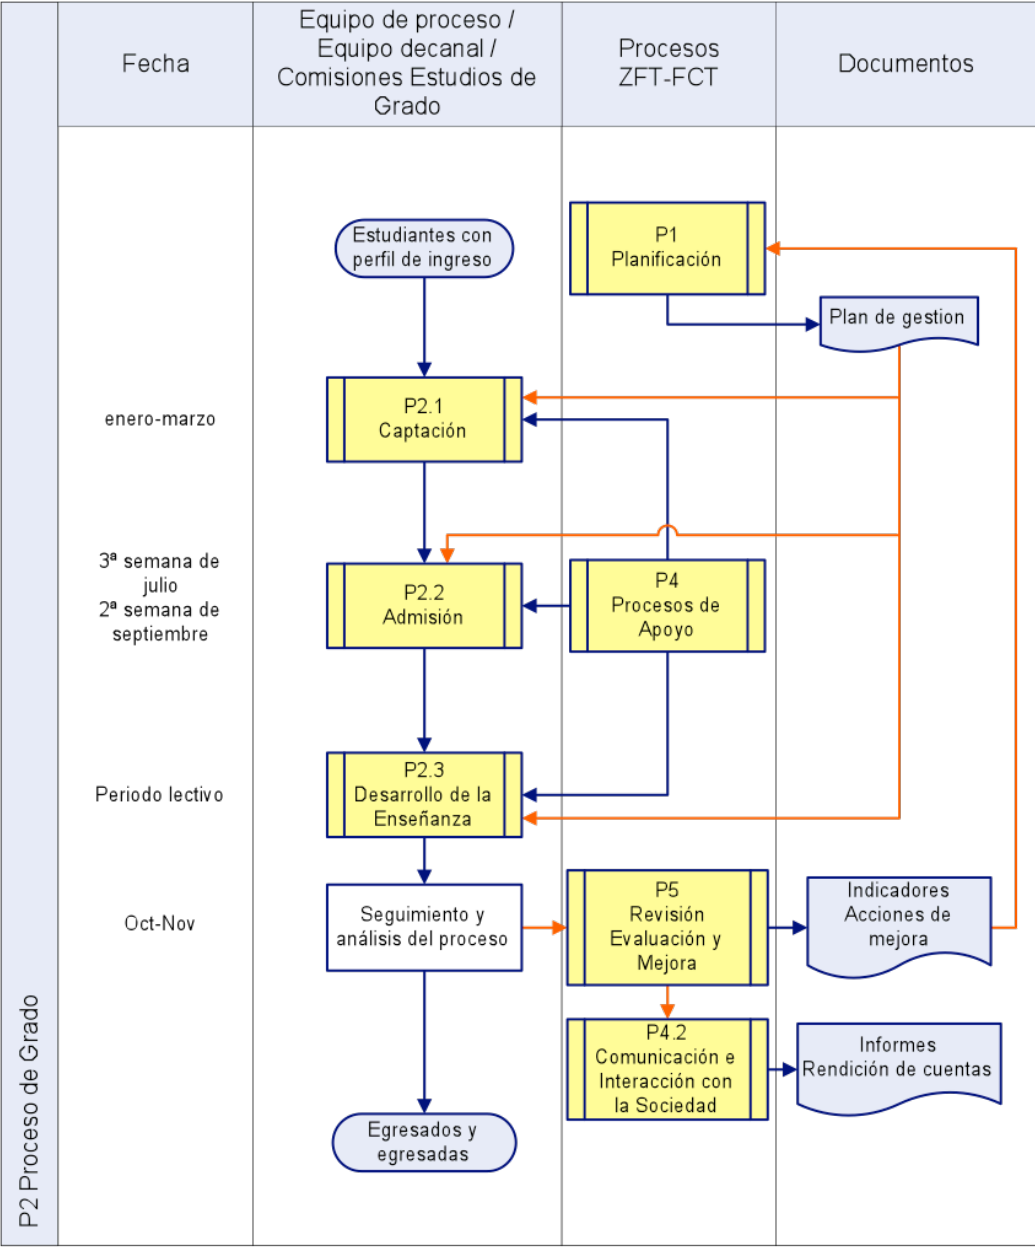 Fecha
Equipo de proceso /
Equipo decanal /
Comisiones Estudios de
Grado
Procesos
ZFT-FCT
Documentos
Estudiantes con
perfil de ingreso
P1
Planificación
Plan de gestion
enero-marzo
P2.1
Captación
3ª semana de
julio
2ª semana de
septiembre
P2.2
Admisión
P4
Procesos de
Apoyo
Periodo lectivo
P2.3
Desarrollo de la
Enseñanza
Oct-Nov
Seguimiento y
análisis del proceso
P5
Revisión
Evaluación y
Mejora
Indicadores
Acciones de
mejora
P4.2
Comunicación e
Interacción con
la Sociedad
Informes
Rendición de cuentas
Egresados y
egresadas
P2 Proceso de Grado